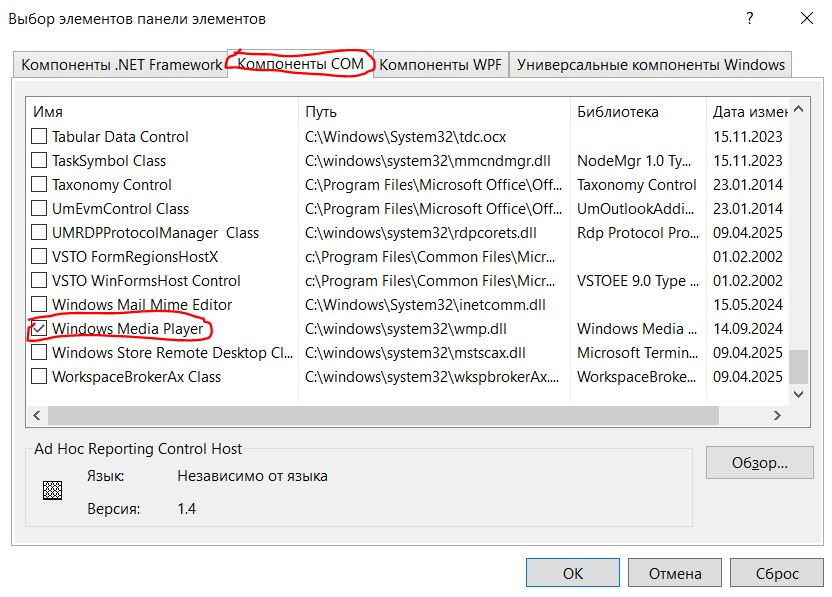 Выбор элементов панели элементов
?
Компоненты .NET Framework Компоненты COM Компоненты WPF Универсальные компоненты Windows
Имя Путь Библиотека Дата измен
Tabular Data Control C:\Windows\System32\tdc.ocx 15.11.2023
TaskSymbol Class C:\windows\system32\mmcndmgr.dll NodeMgr 1.0 Ty... 15.11.2023
Taxonomy Control C:\Program Files\Microsoft Office\Off... Taxonomy Control 23.01.2014
UmEvmControl Class C:\Program Files\Microsoft Office\Off... UmOutlookAddi... 23.01.2014
UMRDPProtocolManager Class C:\windows\system32\rdpcorets.dll Rdp Protocol Pro... 09.04.2025
VSTO FormRegionsHostX c:\Program Files\Common Files\Micr... 01.02.2002
VSTO WinFormsHost Control c:\Program Files\Common Files\Micr... VSTOEE 9.0 Type ... 01.02.2002
Windows Mail Mime Editor C:\Windows\System32\inetcomm.dll 15.05.2024
Windows Media Player C:\windows\system32\wmp.dll Windows Media ... 14.09.2024
Windows Store Remote Desktop Cl... C:\windows\system32\mstscax.dll Microsoft Termin... 09.04.2025
WorkspaceBrokerAx Class C:\windows\system32\wkspbrokerAx.... WorkspaceBroke... 09.04.2025
Ad Hoc Reporting Control Host
Обзор...
Язык: Независимо от языка
Версия: 1.4
OK Отмена Сброс